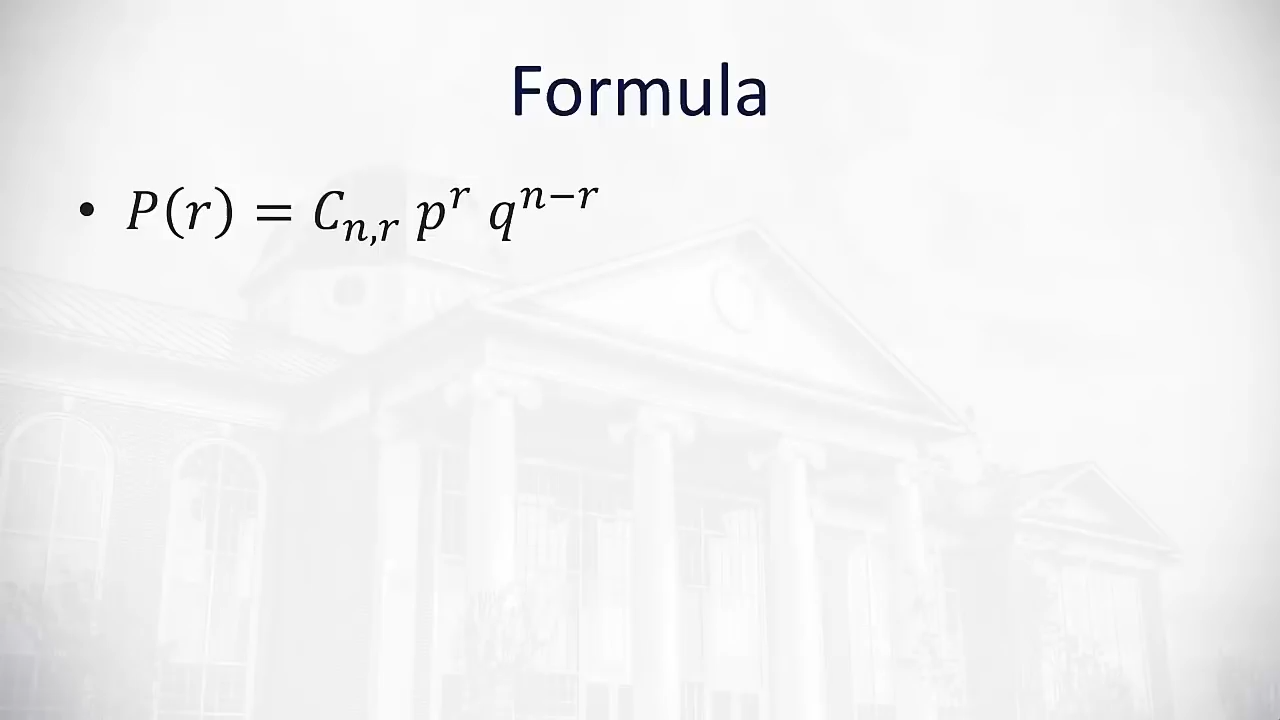 Formula
• P(r) = C_{n,r} p^r q^{n−r}